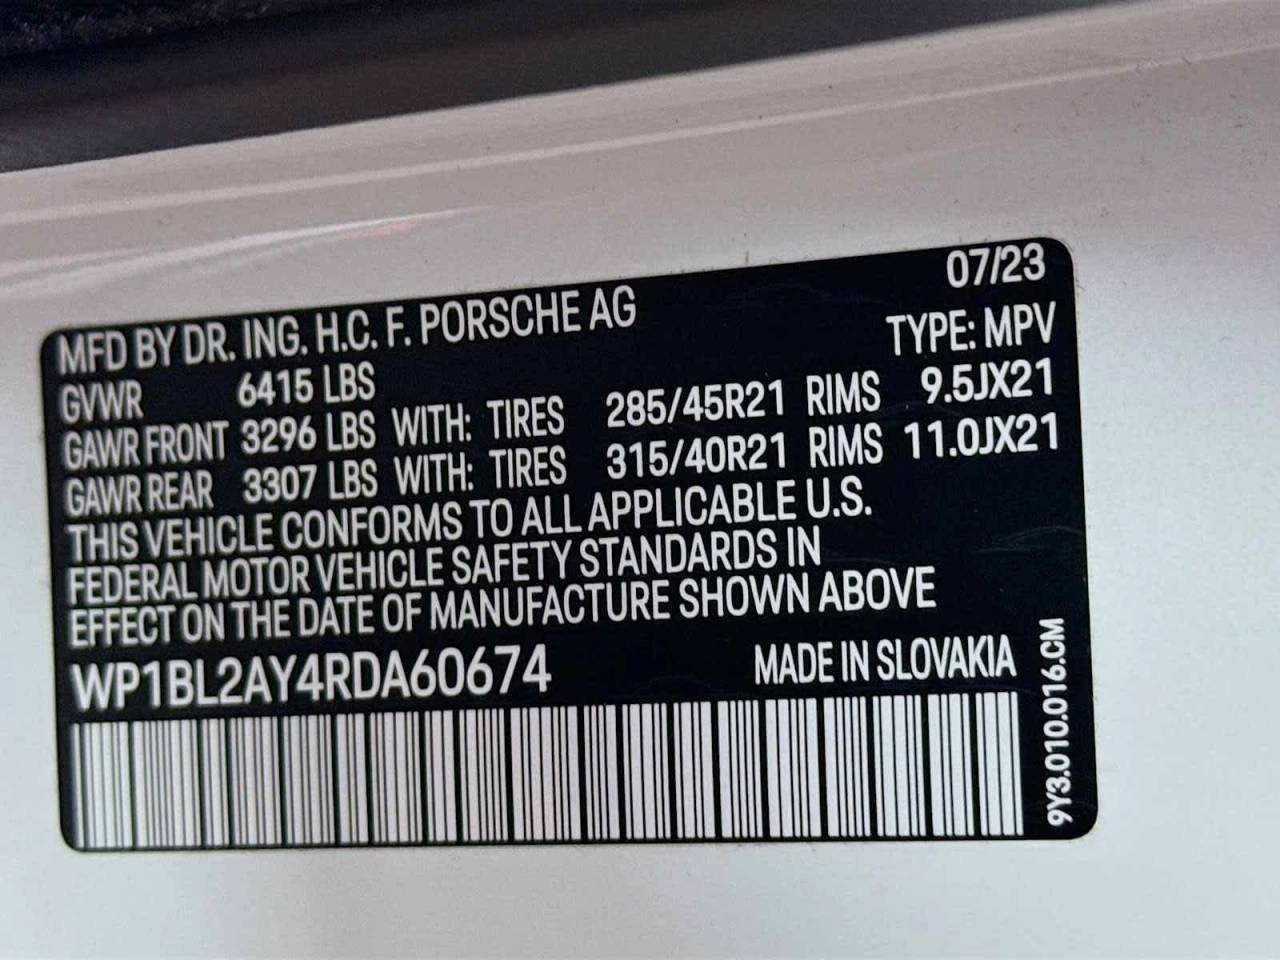 07/23
MFD BY DR. ING. H.C. F. PORSCHE AG TYPE: MPV
GVWR 6415 LBS
GAWR FRONT 3296 LBS WITH: TIRES 285/45R21 RIMS 9.5JX21
GAWR REAR 3307 LBS WITH: TIRES 315/40R21 RIMS 11.0JX21
THIS VEHICLE CONFORMS TO ALL APPLICABLE U.S.
FEDERAL MOTOR VEHICLE SAFETY STANDARDS IN
EFFECT ON THE DATE OF MANUFACTURE SHOWN ABOVE
WP1BL2AY4RDA60674 MADE IN SLOVAKIA
9Y3.010.016.CM